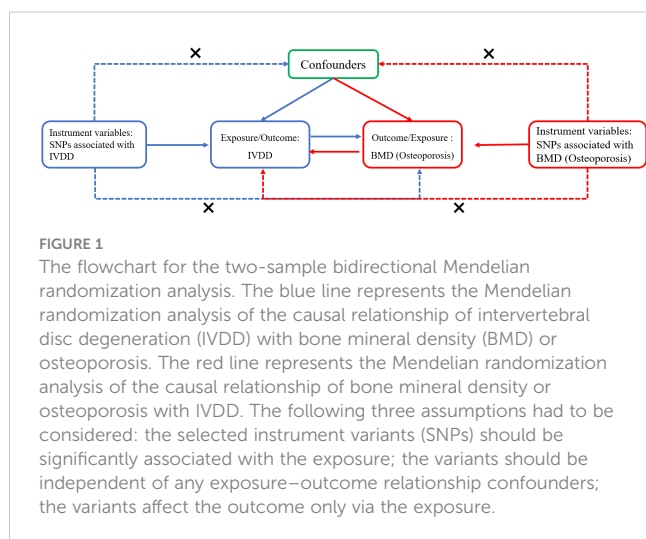 ×
×
Confounders
Instrument variables:
SNPs associated with
IVDD
Exposure/Outcome:
IVDD
Outcome/Exposure :
BMD (Osteoporosis)
Instrument variables:
SNPs associated with
BMD (Osteoporosis)
×
×
FIGURE 1
The flowchart for the two-sample bidirectional Mendelian
randomization analysis. The blue line represents the Mendelian
randomization analysis of the causal relationship of intervertebral
disc degeneration (IVDD) with bone mineral density (BMD) or
osteoporosis. The red line represents the Mendelian randomization
analysis of the causal relationship of bone mineral density or
osteoporosis with IVDD. The following three assumptions had to be
considered: the selected instrument variants (SNPs) should be
significantly associated with the exposure; the variants should be
independent of any exposure–outcome relationship confounders;
the variants affect the outcome only via the exposure.